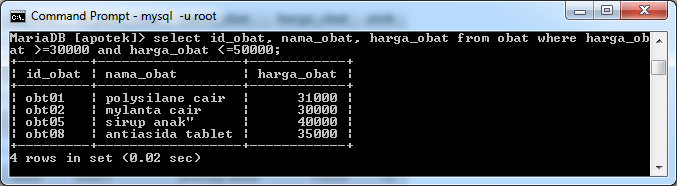 Command Prompt - mysql -u root
MariaDB [apotek]> select id_obat, nama_obat, harga_obat from obat where harga_ob
at >=30000 and harga_obat <=50000;
+---------+------------------+------------+
| id_obat | nama_obat        | harga_obat |
+---------+------------------+------------+
| obt01   | polysilane cair  |      31000 |
| obt02   | mylanta cair     |      30000 |
| obt05   | sirup anak"      |      40000 |
| obt08   | antiasida tablet |      35000 |
+---------+------------------+------------+
4 rows in set (0.02 sec)